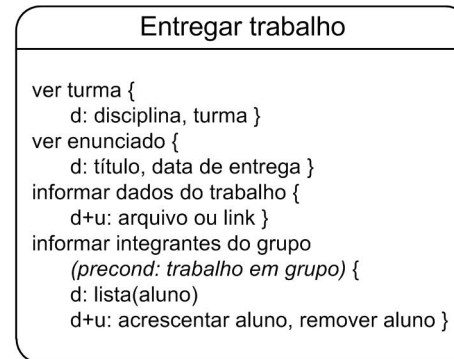 Entregar trabalho
ver turma {
d: disciplina, turma }
ver enunciado {
d: título, data de entrega }
informar dados do trabalho {
d+u: arquivo ou link }
informar integrantes do grupo
(precond: trabalho em grupo) {
d: lista(aluno)
d+u: acrescentar aluno, remover aluno }